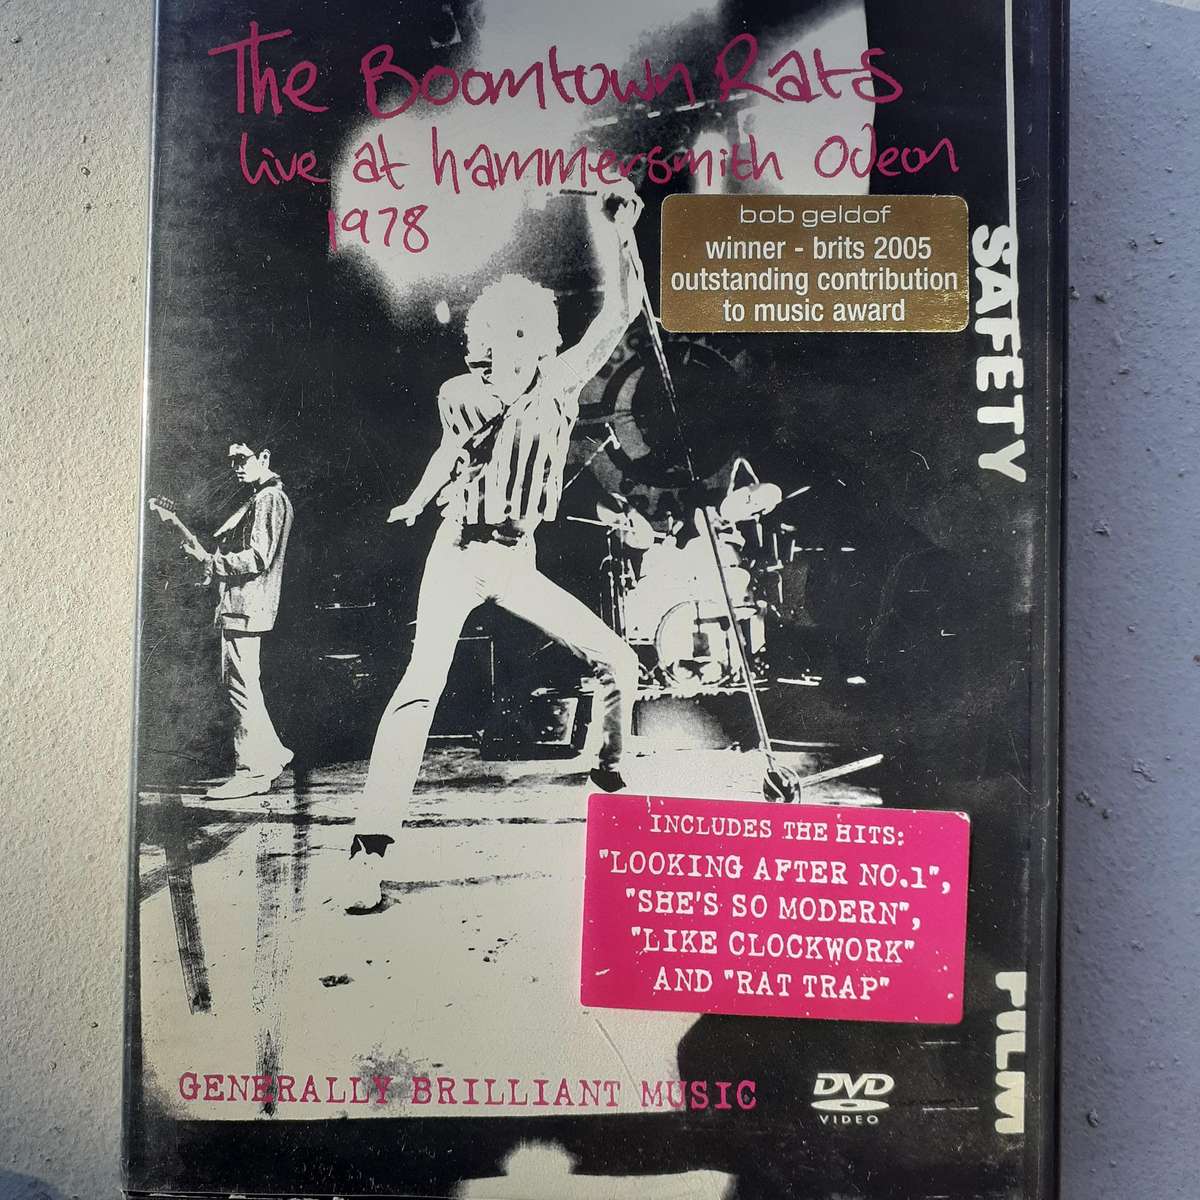 The Boomtown Rats
live at hammersmith Odeon
1978
bob geldof
winner - brits 2005
outstanding contribution
to music award
SAFETY
INCLUDES THE HITS:
"LOOKING AFTER NO.1",
"SHE'S SO MODERN",
"LIKE CLOCKWORK"
AND "RAT TRAP"
FILM
GENERALLY BRILLIANT MUSIC
DVD
VIDEO